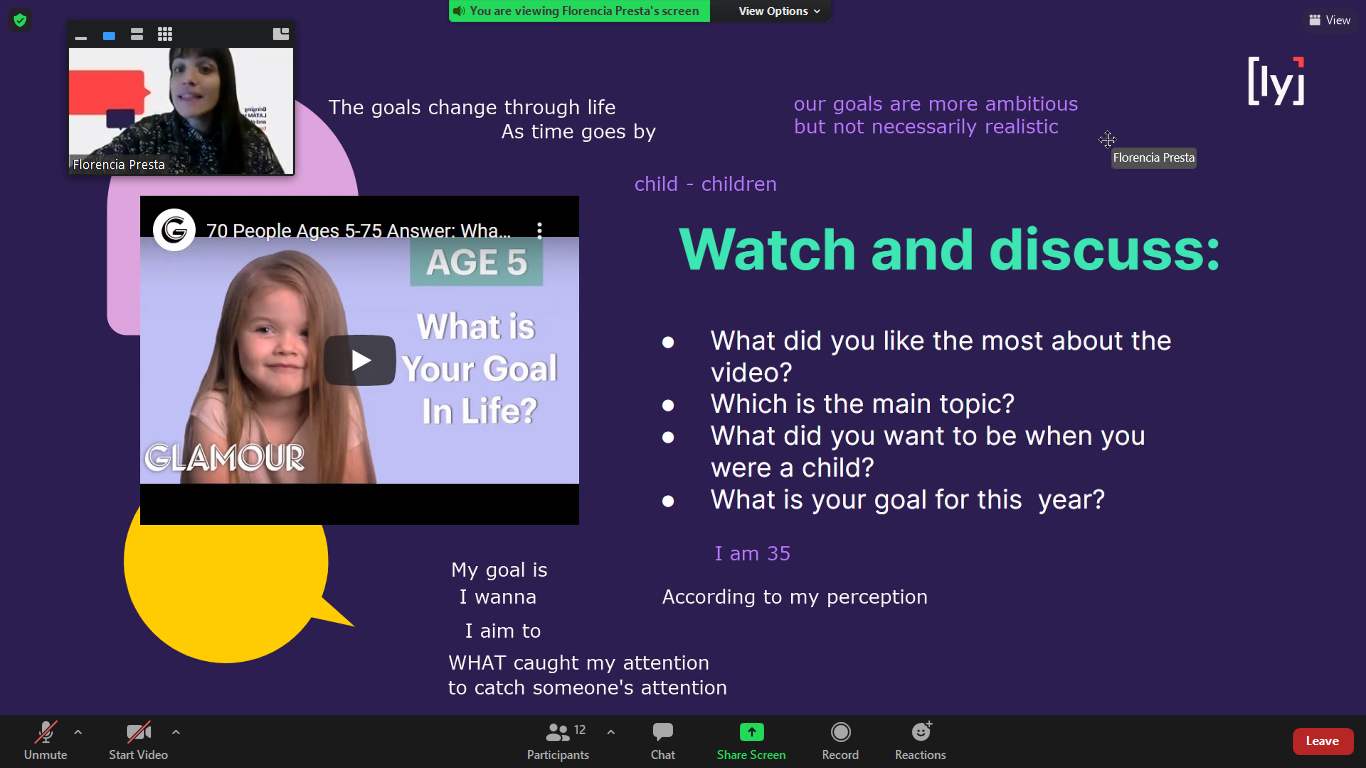 You are viewing Florencia Presta's screen
View Options
View
Florencia Presta
The goals change through life
As time goes by
our goals are more ambitious
but not necessarily realistic
Florencia Presta
[ly]
child - children
70 People Ages 5-75 Answer: Wha...
AGE 5
What is
Your Goal
In Life?
GLAMOUR
Watch and discuss:
● What did you like the most about the
video?
● Which is the main topic?
● What did you want to be when you
were a child?
● What is your goal for this  year?
I am 35
My goal is
I wanna
According to my perception
I aim to
WHAT caught my attention
to catch someone's attention
Unmute
Start Video
Participants
12
Chat
Share Screen
Record
Reactions
Leave